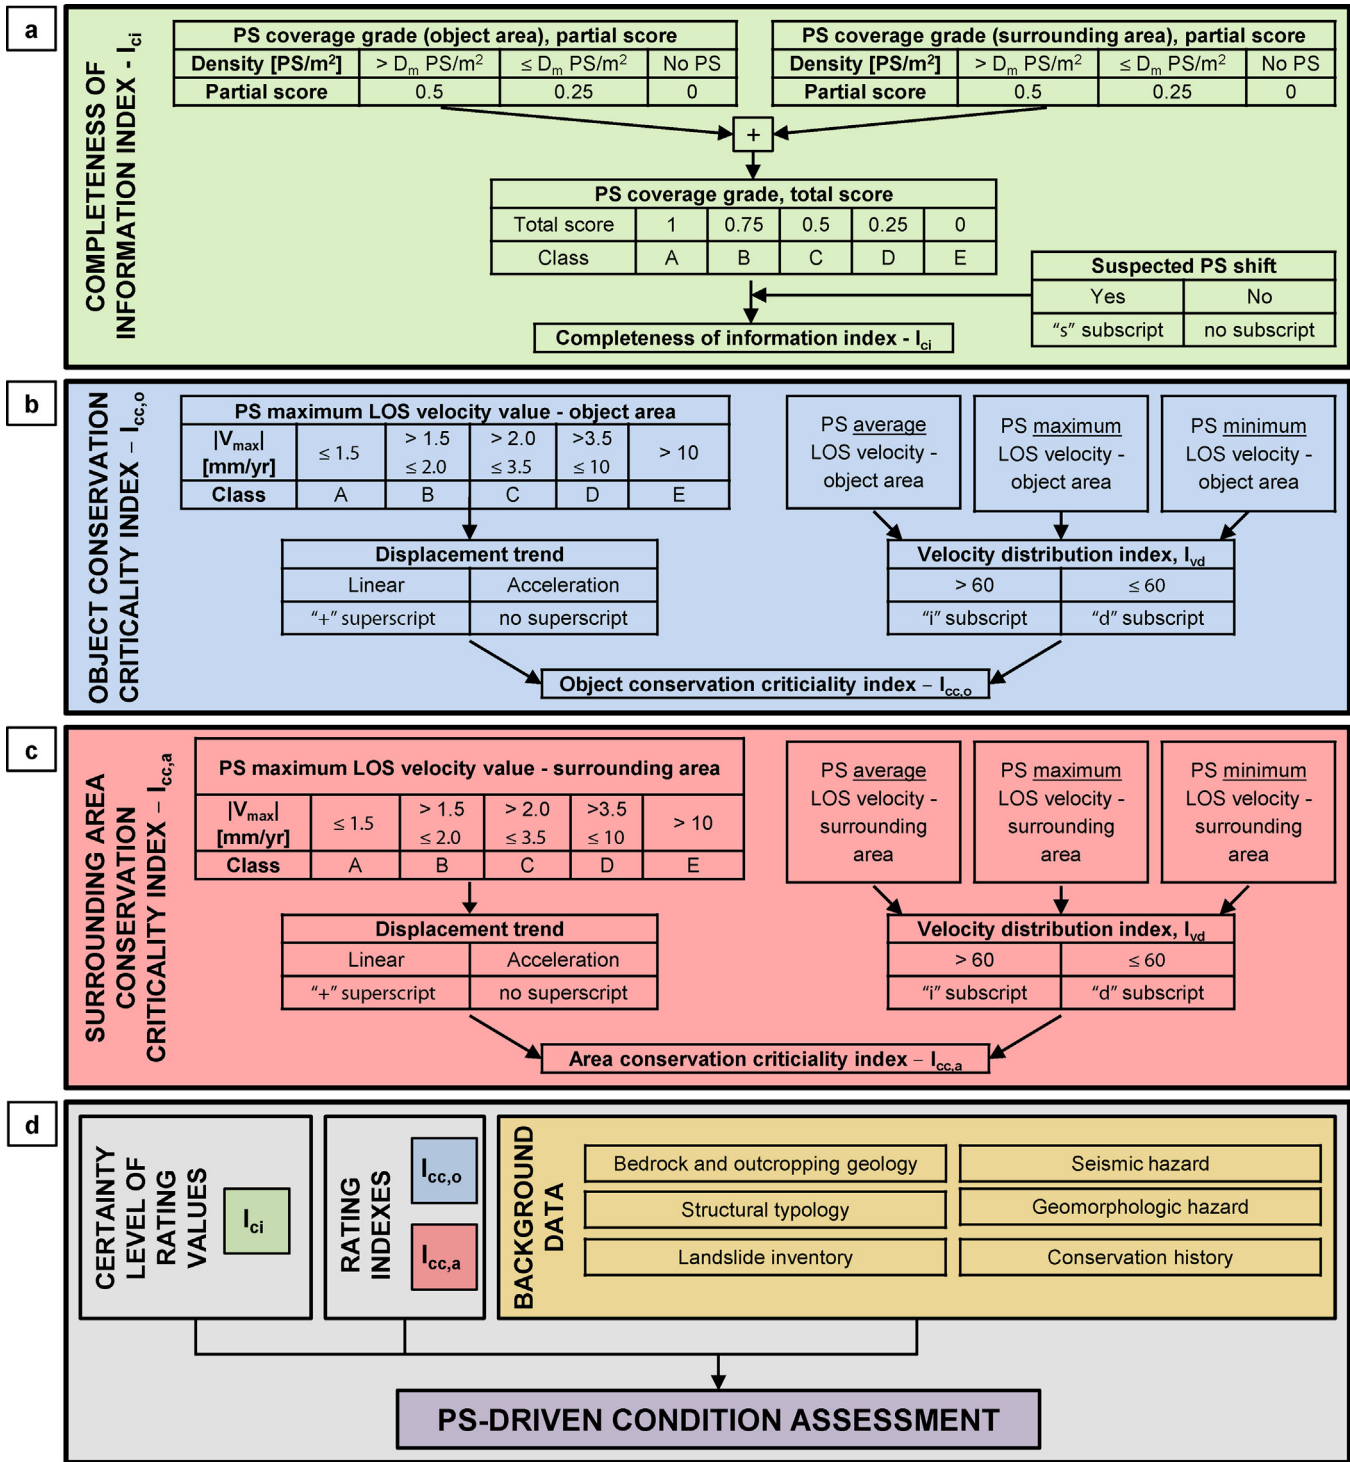 a
COMPLETENESS OF
INFORMATION INDEX - Ici
PS coverage grade (object area), partial score
Density [PS/m²] > Dm PS/m² ≤ Dm PS/m² No PS
Partial score 0.5 0.25 0
PS coverage grade (surrounding area), partial score
Density [PS/m²] > Dm PS/m² ≤ Dm PS/m² No PS
Partial score 0.5 0.25 0
+
PS coverage grade, total score
Total score 1 0.75 0.5 0.25 0
Class A B C D E
Suspected PS shift
Yes No
“s” subscript no subscript
Completeness of information index - Ici
b
OBJECT CONSERVATION
CRITICALITY INDEX – Icc,o
PS maximum LOS velocity value - object area
|Vmax| > 1.5 > 2.0 >3.5
≤ 1.5 > 10
[mm/yr] ≤ 2.0 ≤ 3.5 ≤ 10
Class A B C D E
PS average
LOS velocity -
object area
PS maximum
LOS velocity -
object area
PS minimum
LOS velocity -
object area
Displacement trend
Linear Acceleration
“+” superscript no superscript
Velocity distribution index, Ivd
> 60 ≤ 60
“i” subscript “d” subscript
Object conservation criticiality index – Icc,o
c
SURROUNDING AREA
CONSERVATION
CRITICALITY INDEX – Icc,a
PS maximum LOS velocity value - surrounding area
|Vmax| > 1.5 > 2.0 >3.5
≤ 1.5 > 10
[mm/yr] ≤ 2.0 ≤ 3.5 ≤ 10
Class A B C D E
PS average
LOS velocity -
surrounding
area
PS maximum
LOS velocity -
surrounding
area
PS minimum
LOS velocity -
surrounding
area
Displacement trend
Linear Acceleration
“+” superscript no superscript
Velocity distribution index, Ivd
> 60 ≤ 60
“i” subscript “d” subscript
Area conservation criticiality index – Icc,a
d
CERTAINTY
LEVEL OF
RATING
VALUES
Ici
RATING
INDEXES
Icc,o
Icc,a
BACKGROUND
DATA
Bedrock and outcropping geology
Seismic hazard
Structural typology
Geomorphologic hazard
Landslide inventory
Conservation history
PS-DRIVEN CONDITION ASSESSMENT